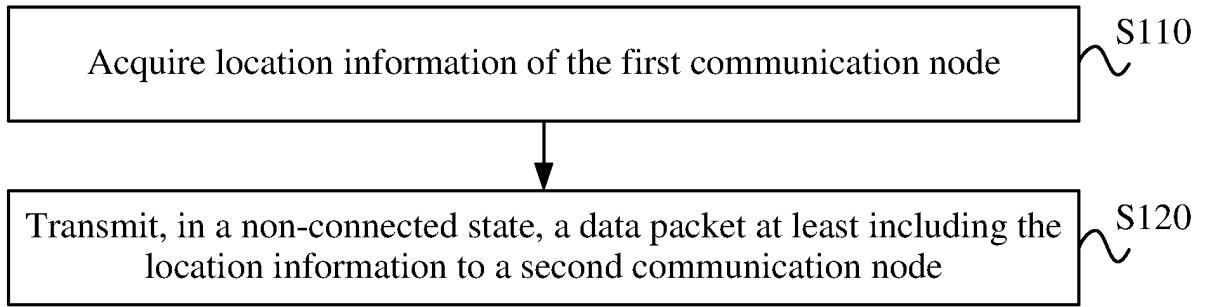 Acquire location information of the first communication node
S110
Transmit, in a non-connected state, a data packet at least including the
location information to a second communication node
S120